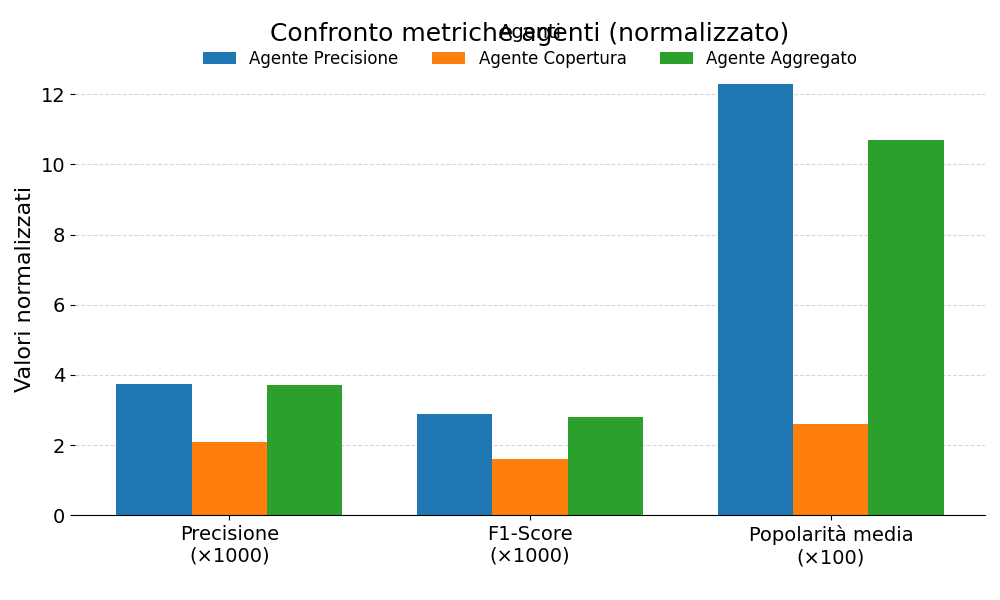 Confronto metriche agenti (normalizzato)
Agenti
Agente Precisione
Agente Copertura
Agente Aggregato
Valori normalizzati
12
10
8
6
4
2
0
Precisione
(×1000)
F1-Score
(×1000)
Popolarità media
(×100)